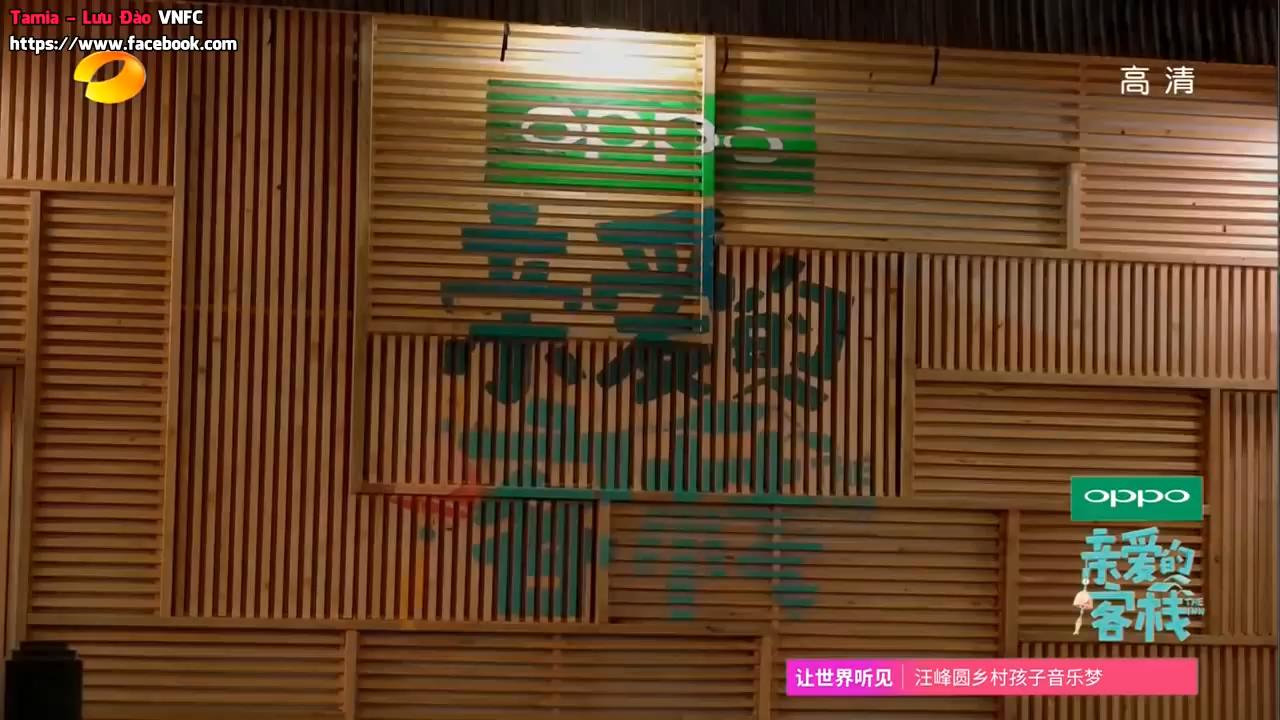 Tamia - Lưu Đào VNFC
https://www.facebook.com
高清
oppo
亲爱的
客栈
oppo
亲爱的
客栈
THE INN
让世界听见 汪峰圆乡村孩子音乐梦